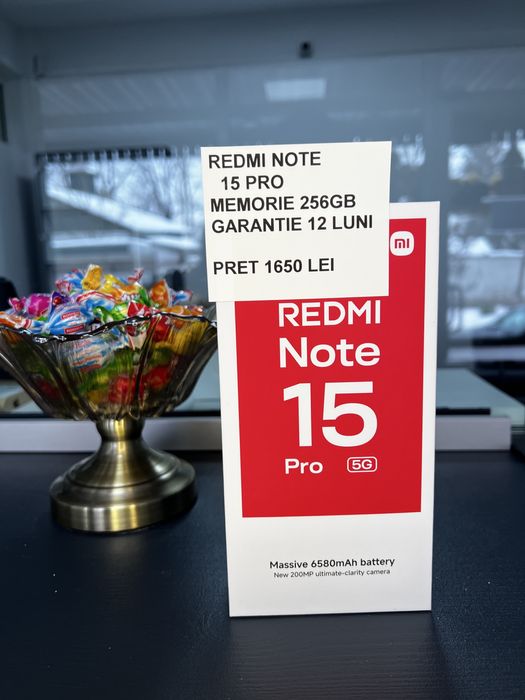 REDMI NOTE
15 PRO
MEMORIE 256GB
GARANTIE 12 LUNI
PRET 1650 LEI
mi
REDMI
Note
15
Pro 5G
Massive 6580mAh battery
New 200MP ultimate-clarity camera